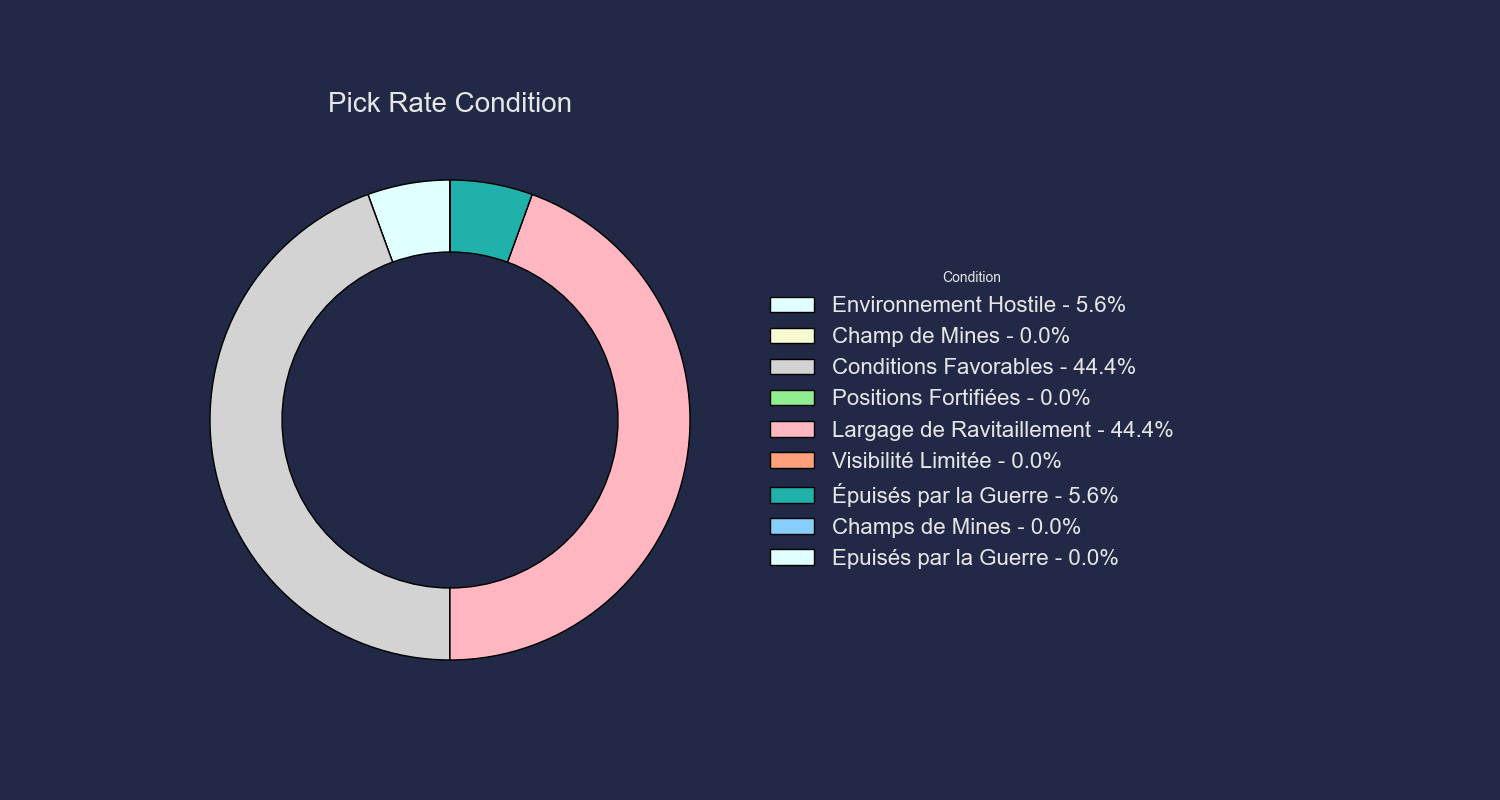 Pick Rate Condition
Condition
Environnement Hostile - 5.6%
Champ de Mines - 0.0%
Conditions Favorables - 44.4%
Positions Fortifiées - 0.0%
Largage de Ravitaillement - 44.4%
Visibilité Limitée - 0.0%
Épuisés par la Guerre - 5.6%
Champs de Mines - 0.0%
Epuisés par la Guerre - 0.0%